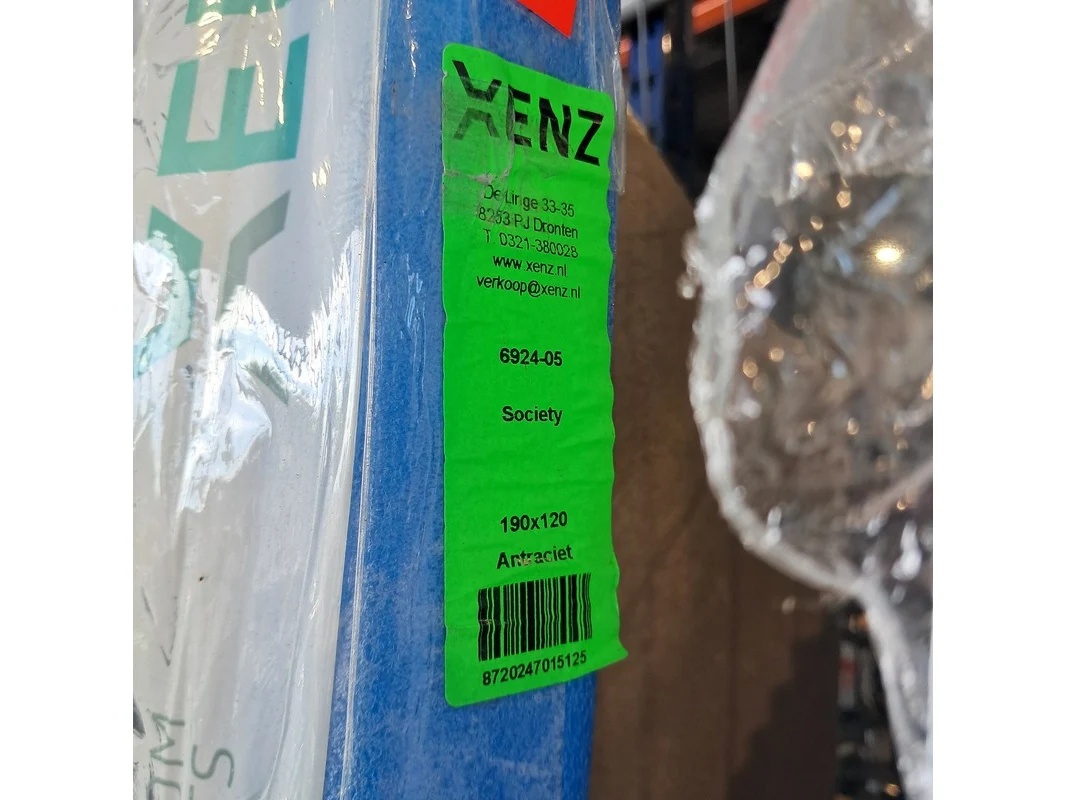 XENZ
De Linge 33-35
8253 PJ Dronten
T. 0321-380028
www.xenz.nl
verkoop@xenz.nl
6924-05
Society
190x120
Antraciet
8720247015125
XE